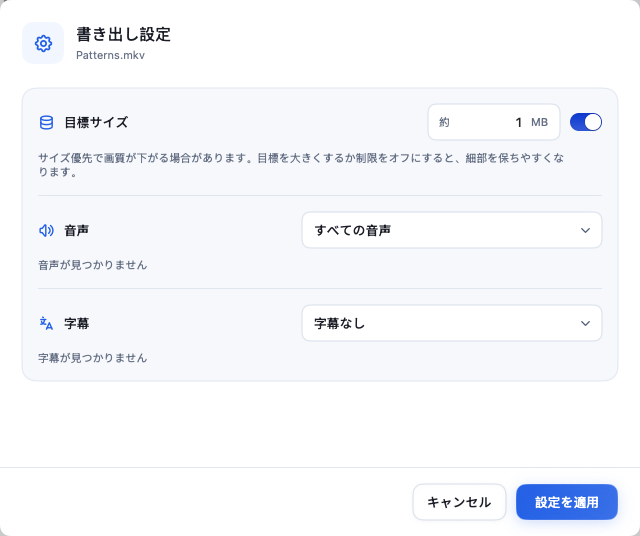 書き出し設定
Patterns.mkv
目標サイズ
約 1 MB
サイズ優先で画質が下がる場合があります。目標を大きくするか制限をオフにすると、細部を保ちやすくな
ります。
音声
すべての音声
音声が見つかりません
字幕
字幕なし
字幕が見つかりません
キャンセル
設定を適用